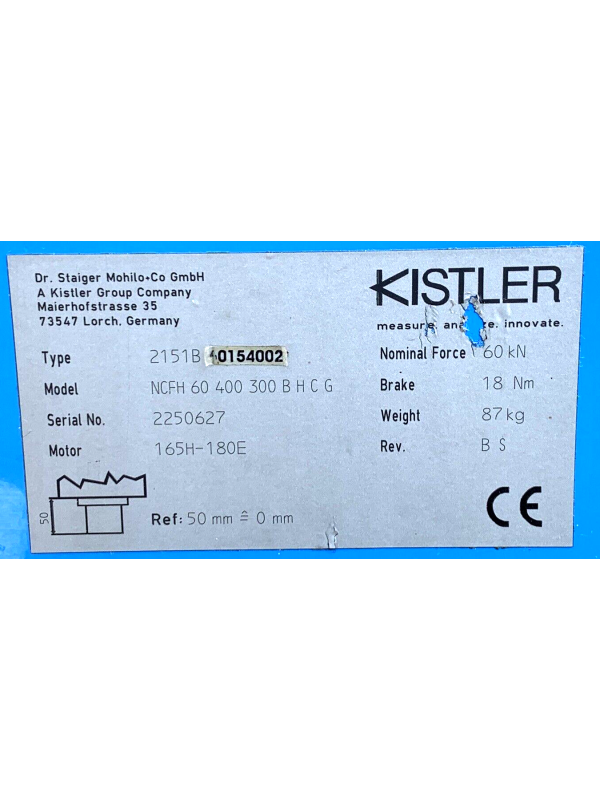 Dr. Staiger Mohilo+Co GmbH
A Kistler Group Company
Maierhofstrasse 35
73547 Lorch, Germany
KISTLER
measure. analyze. innovate.
Type 2151B 0154002
Model NCFH 60 400 300 B H C G
Serial No. 2250627
Motor 165H-180E
Nominal Force 60 kN
Brake 18 Nm
Weight 87kg
Rev. B S
50
Ref: 50 mm ≙ 0 mm
CE